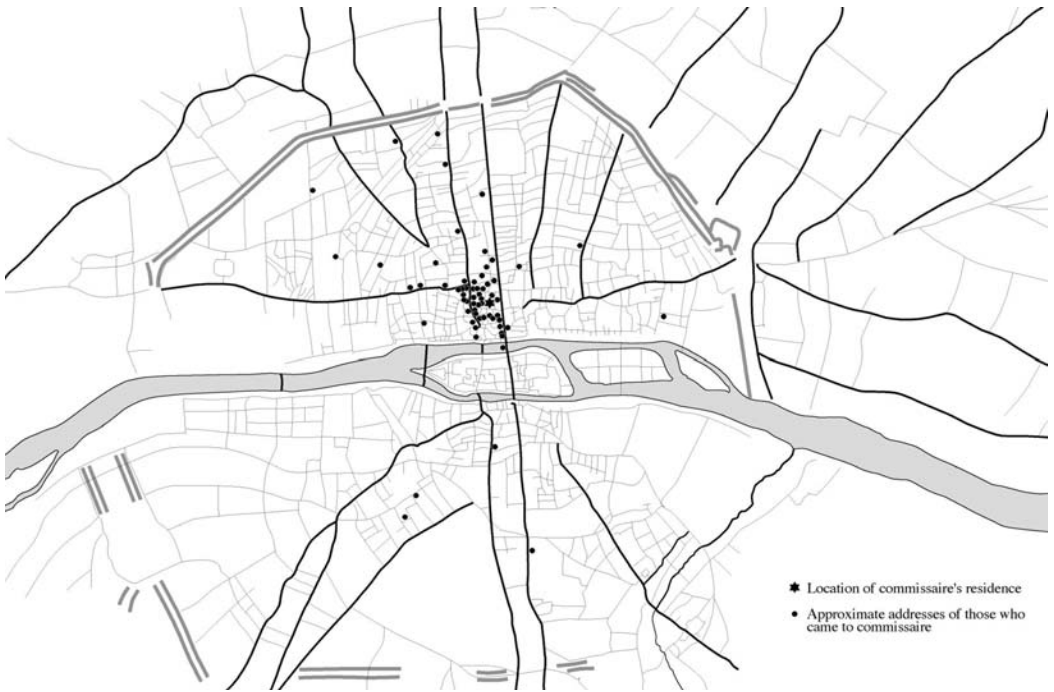 Location of commissaire's residence
Approximate addresses of those who
came to commissaire